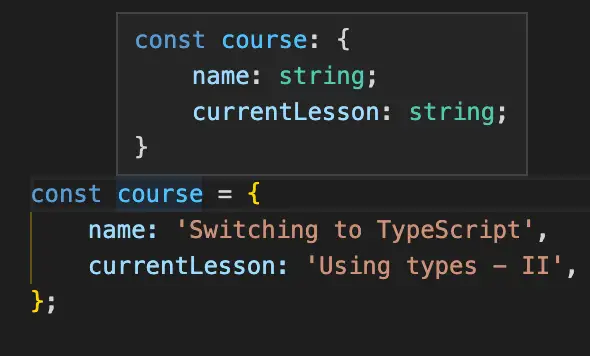 const course: {
    name: string;
    currentLesson: string;
}
const course = {
    name: 'Switching to TypeScript',
    currentLesson: 'Using types – II',
};